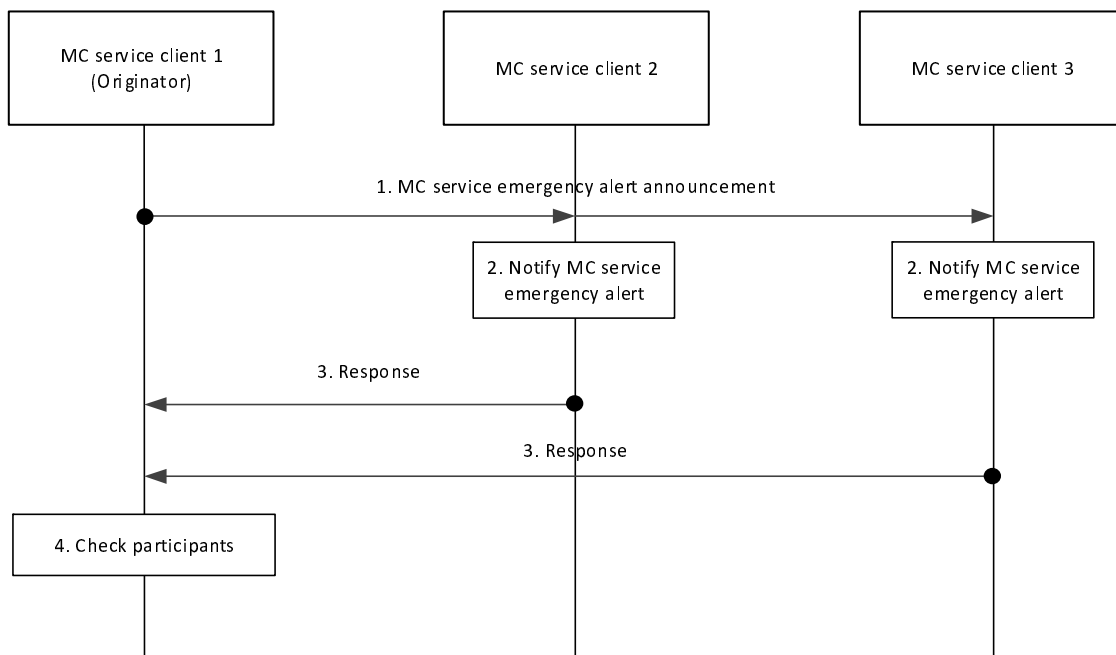 MC service client 1
(Originator)
MC service client 2
MC service client 3
1. MC service emergency alert announcement
2. Notify MC service
emergency alert
2. Notify MC service
emergency alert
3. Response
3. Response
4. Check participants